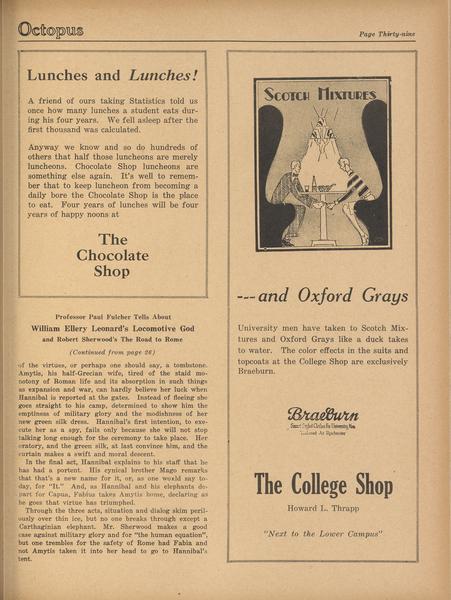 Octopus
Page Thirty-nine
Lunches and Lunches!
A friend of ours taking Statistics told us
once how many lunches a student eats dur-
ing his four years. We fell asleep after the
first thousand was calculated.
Anyway we know and so do hundreds of
others that half those luncheons are merely
luncheons. Chocolate Shop luncheons are
something else again. It's well to remem-
ber that to keep luncheon from becoming a
daily bore the Chocolate Shop is the place
to eat. Four years of lunches will be four
years of happy noons at
The
Chocolate
Shop
Professor Paul Fulcher Tells About
William Ellery Leonard's Locomotive God
and Robert Sherwood's The Road to Rome
(Continued from page 26)
of the virtues, or perhaps one should say, a tombstone.
Amytis, his half-Grecian wife, tired of the staid mo-
notony of Roman life and its absorption in such things
as expansion and war, can hardly believe her luck when
Hannibal is reported at the gates. Instead of fleeing she
goes straight to his camp, determined to show him the
emptiness of military glory and the modishness of her
new green silk dress. Hannibal's first intention, to exe-
cute her as a spy, fails only because she will not stop
talking long enough for the ceremony to take place. Her
oratory, and the green silk, at last convince him, and the
curtain makes a swift and moral descent.
In the final act, Hannibal explains to his staff that he
has had a portent. His cynical brother Mago remarks
that that's a new name for it, or, as one would say to-
day, for "It." And, as Hannibal and his elephants de-
part for Capua, Fabius takes Amytis home, declaring as
he goes that virtue has triumphed.
Through the three acts, situation and dialog skim peril-
ously over thin ice, but no one breaks through except a
Carthaginian elephant. Mr. Sherwood makes a good
case against military glory and for "the human equation",
but one trembles for the safety of Rome had Fabia and
not Amytis taken it into her head to go to Hannibal's
tent.
SCOTCH MIXTURES
---and Oxford Grays
University men have taken to Scotch Mix-
tures and Oxford Grays like a duck takes
to water. The color effects in the suits and
topcoats at the College Shop are exclusively
Braeburn.
Braeburn
Smart Styled Clothes for University Men
Tailored At Rochester
The College Shop
Howard L. Thrapp
"Next to the Lower Campus"